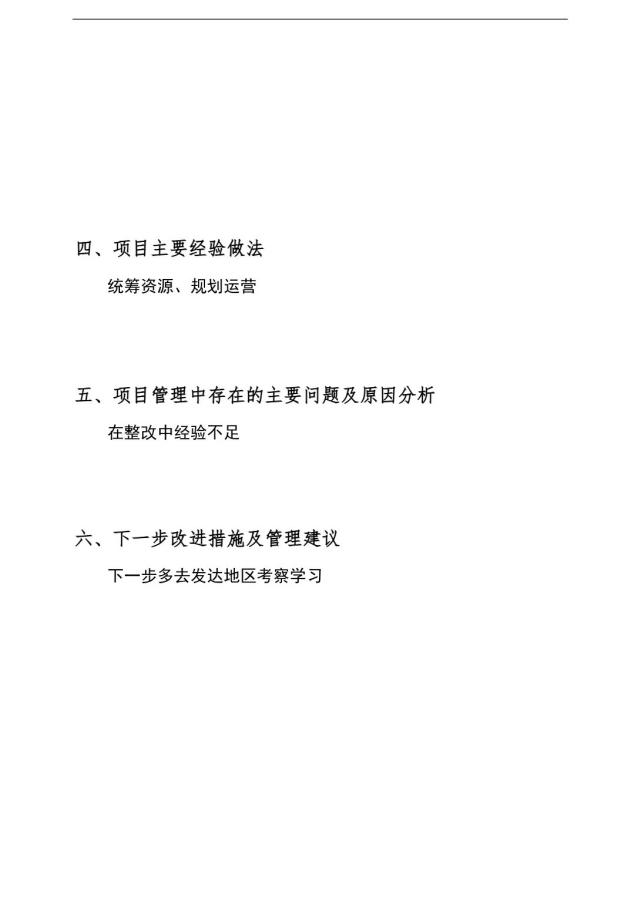 四、项目主要经验做法
统筹资源、规划运营
五、项目管理中存在的主要问题及原因分析
在整改中经验不足
六、下一步改进措施及管理建议
下一步多去发达地区考察学习